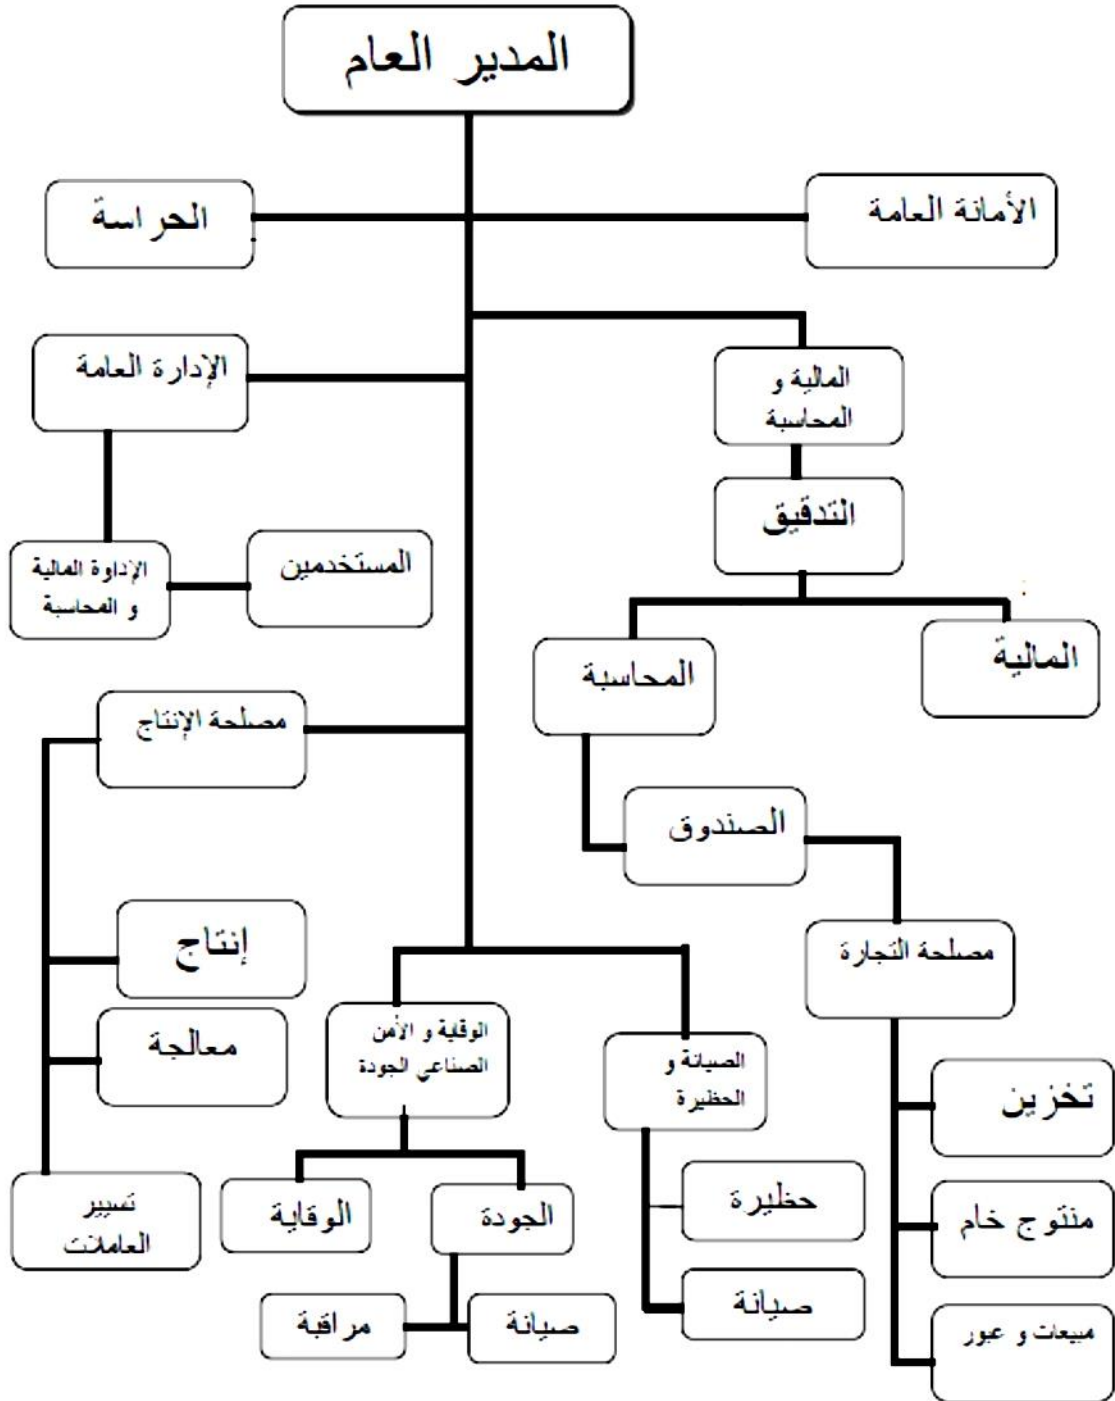 المدير العام
الأمانة العامة
الحراسة
المالية و
المحاسبة
الإدارة العامة
التدقيق
المستخدمين
الإداوة المالية
و المحاسبة
المالية
المحاسبة
مصلحة الإنتاج
الصندوق
مصلحة التجارة
إنتاج
معالجة
الوقاية و الأمن
الصناعي الجودة
الصيانة و
الحظيرة
تخزين
حظيرة
منتوج خام
الجودة
الوقاية
تسيير
العاملات
صيانة
مبيعات و عبور
صيانة
مراقبة